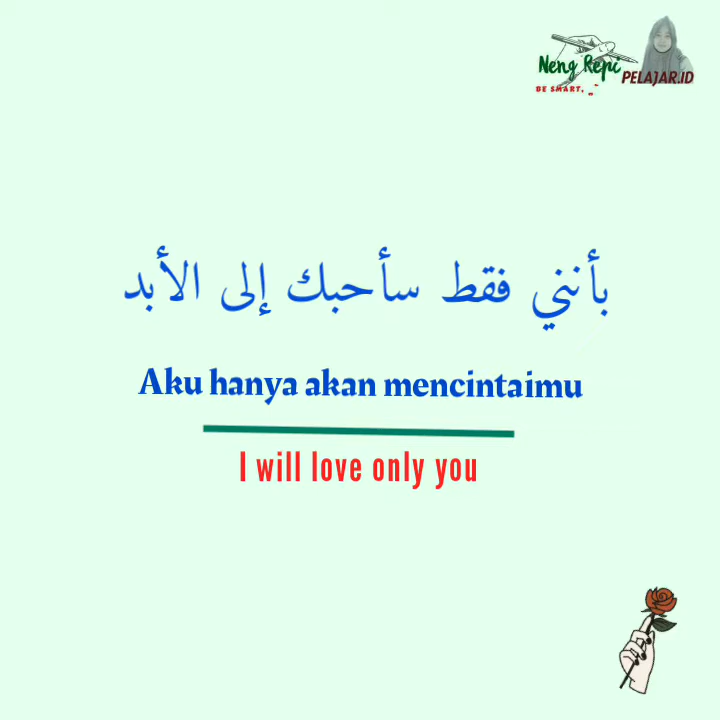 Neng Repi
PELAJAR.ID
BE SMART,
بأنني فقط سأحبك إلى الأبد
Aku hanya akan mencintaimu
I will love only you